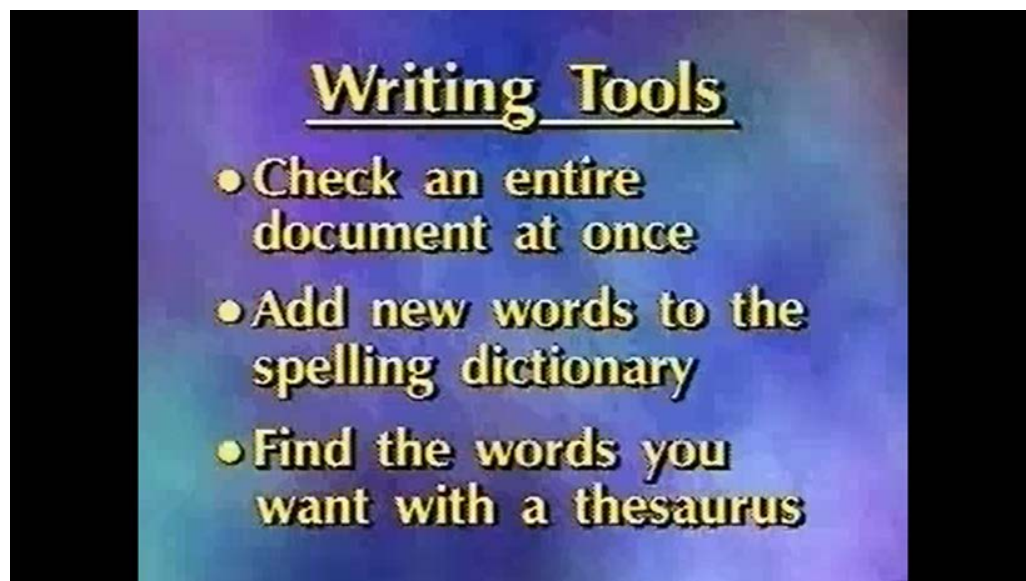 Writing Tools
• Check an entire
document at once
• Add new words to the
spelling dictionary
• Find the words you
want with a thesaurus